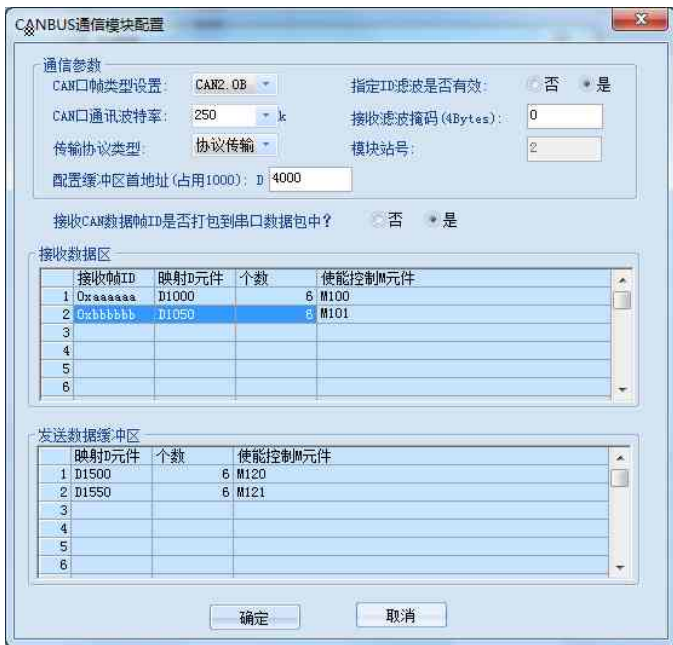 CANBUS通信模块配置
通信参数
CAN口帧类型设置: CAN2.0B 指定ID滤波是否有效: 否 是
CAN口通讯波特率: 250 k 接收滤波掩码(4Bytes): 0
传输协议类型: 协议传输 模块站号: 2
配置缓冲区首地址(占用1000): D 4000
接收CAN数据帧ID是否打包到串口数据包中? 否 是
接收数据区
接收帧ID 映射D元件 个数 使能控制M元件
1 0xaaaaaa D1000 6 M100
2 0xbbbbbb D1050 6 M101
3
4
5
6
发送数据缓冲区
映射D元件 个数 使能控制M元件
1 D1500 6 M120
2 D1550 6 M121
3
4
5
6
确定 取消